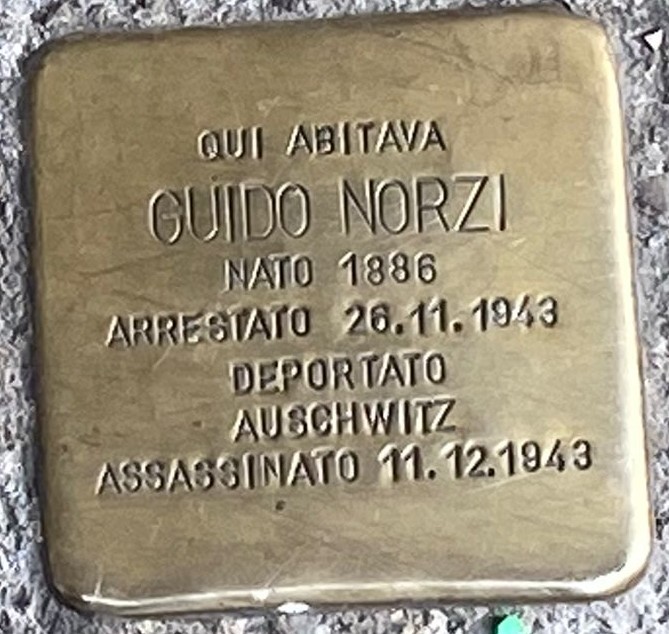 QUI ABITAVA
GUIDO NORZI
NATO 1886
ARRESTATO 26.11.1943
DEPORTATO
AUSCHWITZ
ASSASSINATO 11.12.1943